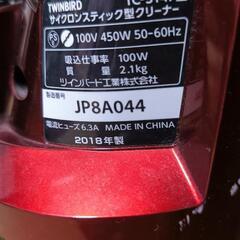 TWINBIRD
サイクロンスティック型クリーナー
PS E 100V 450W 50-60Hz
吸込仕事率 100W
質量 2.1kg
ツインバード工業株式会社
製造番号 JP8A044
電流ヒューズ 6.3A MADE IN CHINA
2018年製